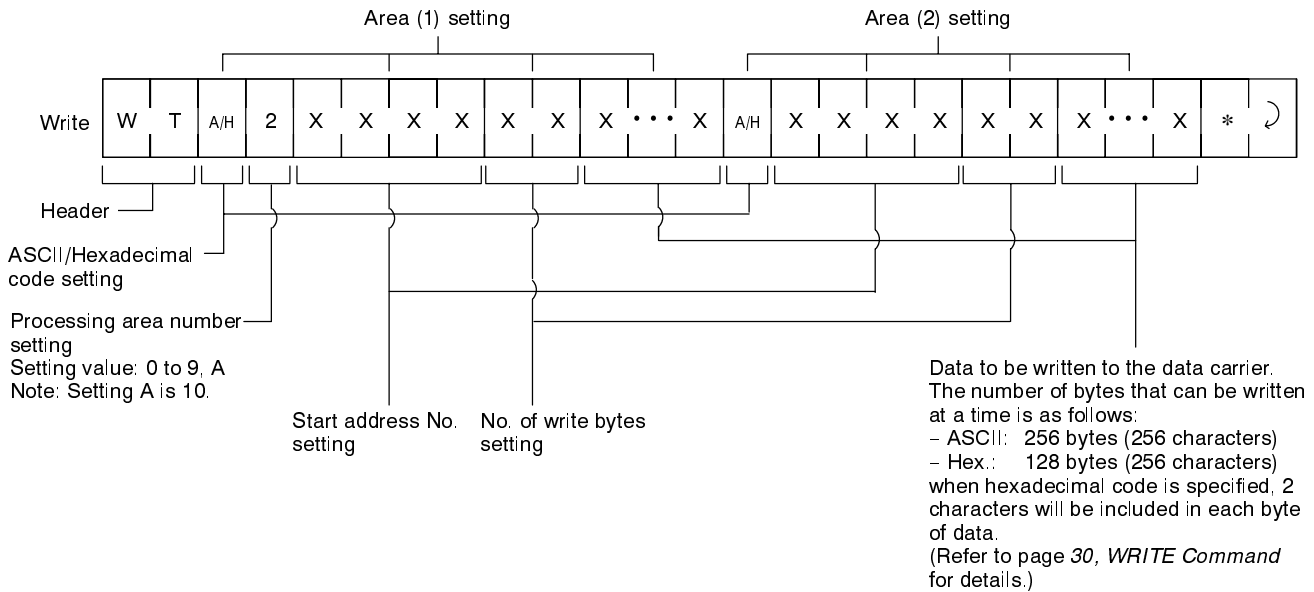 Area (1) setting Area (2) setting
Write W T A/H 2 X X X X X X X • • • X A/H X X X X X X X • • • X *
Header
ASCII/Hexadecimal
code setting
Processing area number
setting
Setting value: 0 to 9, A
Note: Setting A is 10.
Start address No.
setting
No. of write bytes
setting
Data to be written to the data carrier.
The number of bytes that can be written
at a time is as follows:
– ASCII: 256 bytes (256 characters)
– Hex.: 128 bytes (256 characters)
when hexadecimal code is specified, 2
characters will be included in each byte
of data.
(Refer to page 30, WRITE Command
for details.)